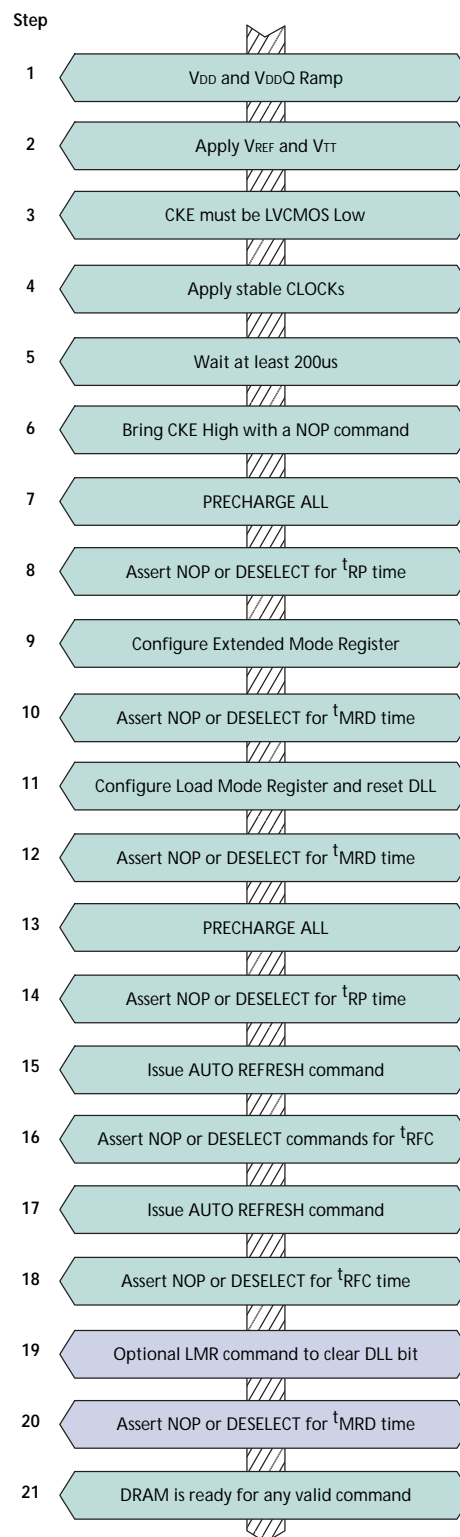 Step
1 VDD and VDDQ Ramp
2 Apply VREF and VTT
3 CKE must be LVCMOS Low
4 Apply stable CLOCKs
5 Wait at least 200us
6 Bring CKE High with a NOP command
7 PRECHARGE ALL
8 Assert NOP or DESELECT for tRP time
9 Configure Extended Mode Register
10 Assert NOP or DESELECT for tMRD time
11 Configure Load Mode Register and reset DLL
12 Assert NOP or DESELECT for tMRD time
13 PRECHARGE ALL
14 Assert NOP or DESELECT for tRP time
15 Issue AUTO REFRESH command
16 Assert NOP or DESELECT commands for tRFC
17 Issue AUTO REFRESH command
18 Assert NOP or DESELECT for tRFC time
19 Optional LMR command to clear DLL bit
20 Assert NOP or DESELECT for tMRD time
21 DRAM is ready for any valid command